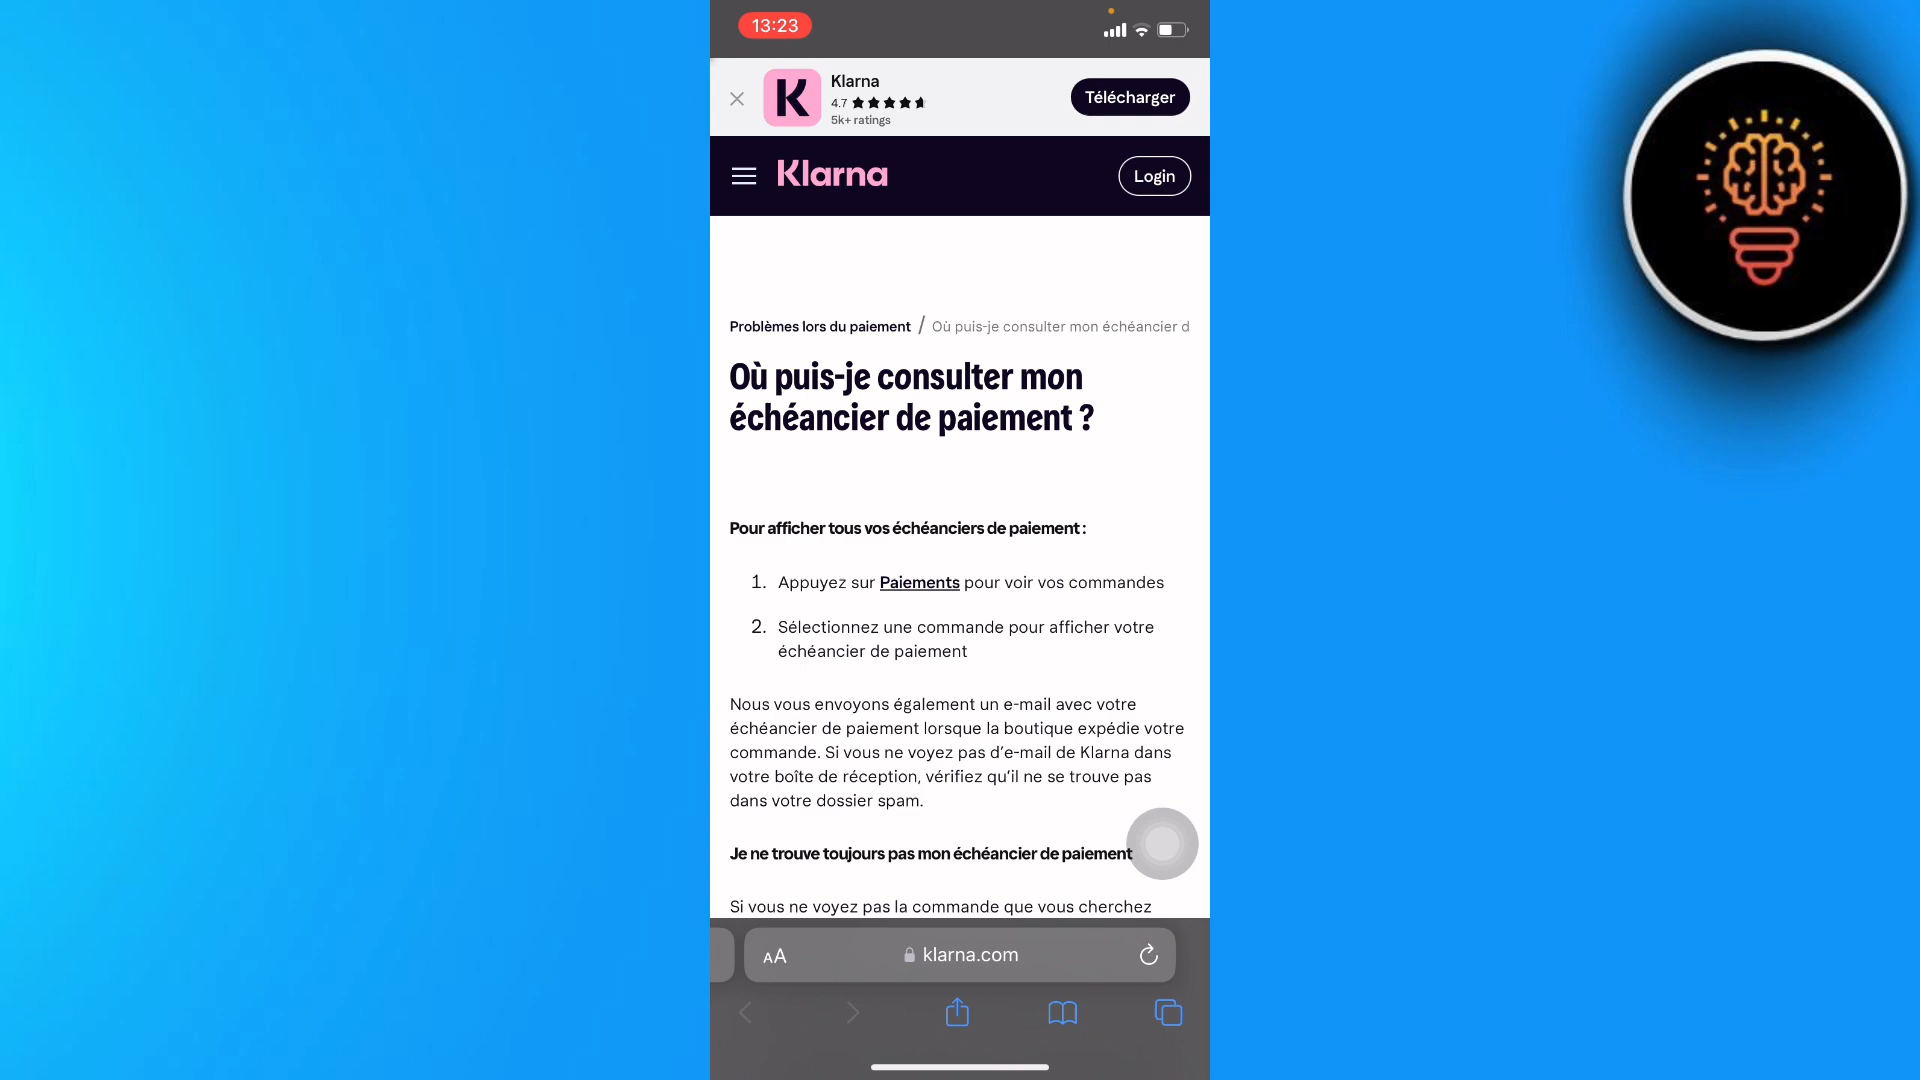 13:23
Klarna
4.7
5k+ ratings
Télécharger
Klarna
Login
Problèmes lors du paiement / Où puis-je consulter mon échéancier d
Où puis-je consulter mon
échéancier de paiement ?
Pour afficher tous vos échéanciers de paiement :
1. Appuyez sur Paiements pour voir vos commandes
2. Sélectionnez une commande pour afficher votre
échéancier de paiement
Nous vous envoyons également un e-mail avec votre
échéancier de paiement lorsque la boutique expédie votre
commande. Si vous ne voyez pas d’e-mail de Klarna dans
votre boîte de réception, vérifiez qu’il ne se trouve pas
dans votre dossier spam.
Je ne trouve toujours pas mon échéancier de paiement
Si vous ne voyez pas la commande que vous cherchez
AA
klarna.com